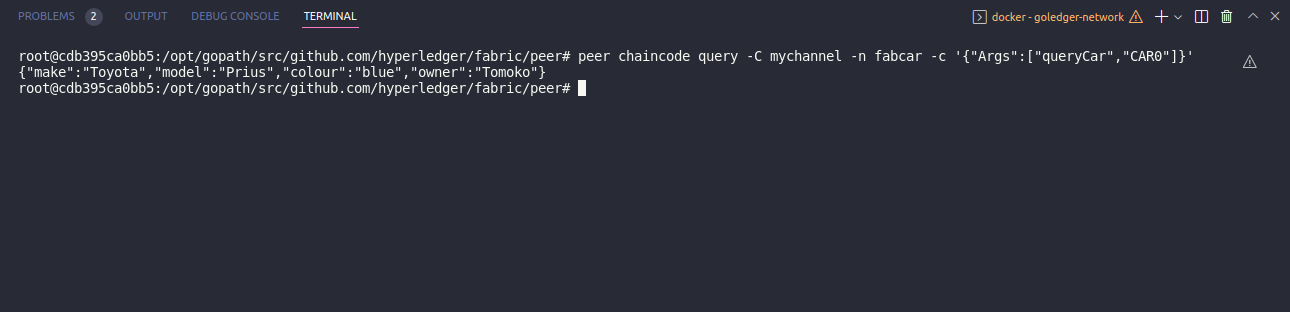 PROBLEMS 2 OUTPUT DEBUG CONSOLE TERMINAL docker - goledger-network
root@cdb395ca0bb5:/opt/gopath/src/github.com/hyperledger/fabric/peer# peer chaincode query -C mychannel -n fabcar -c '{"Args":["queryCar","CAR0"]}'
{"make":"Toyota","model":"Prius","colour":"blue","owner":"Tomoko"}
root@cdb395ca0bb5:/opt/gopath/src/github.com/hyperledger/fabric/peer#